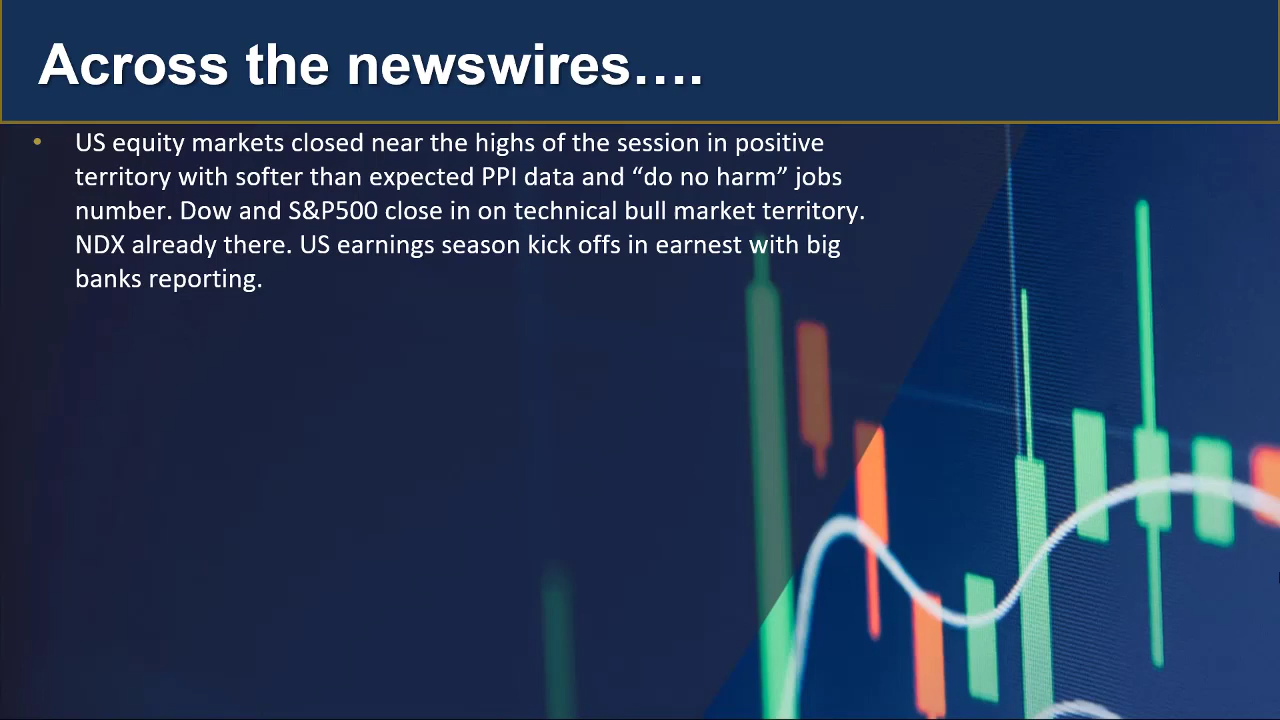 Across the newswires….
• US equity markets closed near the highs of the session in positive
territory with softer than expected PPI data and “do no harm” jobs
number. Dow and S&P500 close in on technical bull market territory.
NDX already there. US earnings season kick offs in earnest with big
banks reporting.